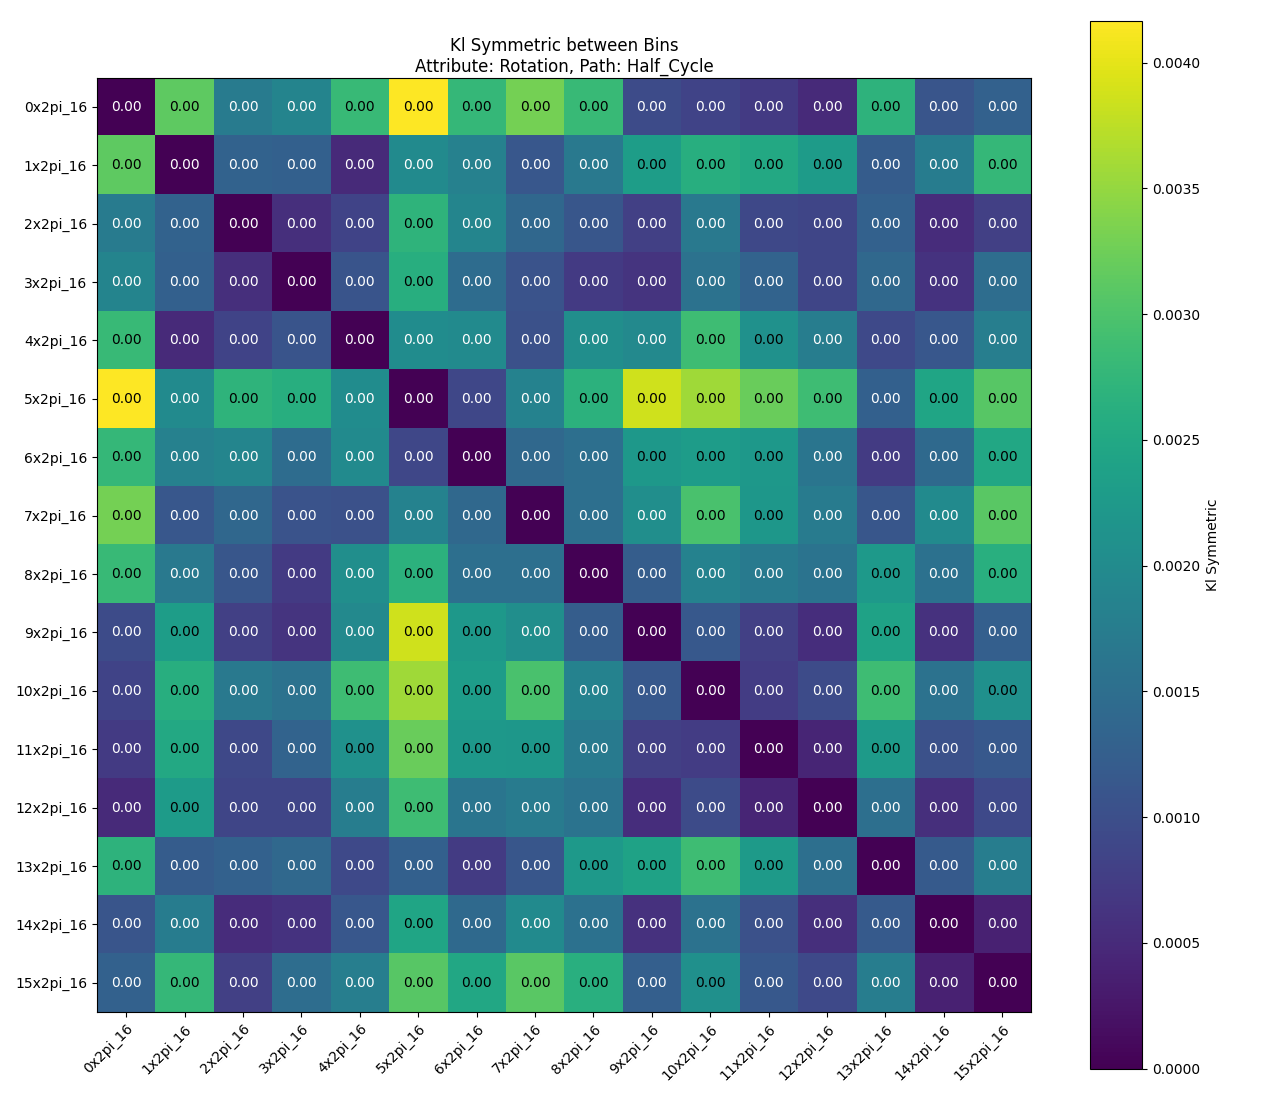 Kl Symmetric between Bins
Attribute: Rotation, Path: Half_Cycle
0x2pi_16 0.00 0.00 0.00 0.00 0.00 0.00 0.00 0.00 0.00 0.00 0.00 0.00 0.00 0.00 0.00 0.00
1x2pi_16 0.00 0.00 0.00 0.00 0.00 0.00 0.00 0.00 0.00 0.00 0.00 0.00 0.00 0.00 0.00 0.00
2x2pi_16 0.00 0.00 0.00 0.00 0.00 0.00 0.00 0.00 0.00 0.00 0.00 0.00 0.00 0.00 0.00 0.00
3x2pi_16 0.00 0.00 0.00 0.00 0.00 0.00 0.00 0.00 0.00 0.00 0.00 0.00 0.00 0.00 0.00 0.00
4x2pi_16 0.00 0.00 0.00 0.00 0.00 0.00 0.00 0.00 0.00 0.00 0.00 0.00 0.00 0.00 0.00 0.00
5x2pi_16 0.00 0.00 0.00 0.00 0.00 0.00 0.00 0.00 0.00 0.00 0.00 0.00 0.00 0.00 0.00 0.00
6x2pi_16 0.00 0.00 0.00 0.00 0.00 0.00 0.00 0.00 0.00 0.00 0.00 0.00 0.00 0.00 0.00 0.00
7x2pi_16 0.00 0.00 0.00 0.00 0.00 0.00 0.00 0.00 0.00 0.00 0.00 0.00 0.00 0.00 0.00 0.00
8x2pi_16 0.00 0.00 0.00 0.00 0.00 0.00 0.00 0.00 0.00 0.00 0.00 0.00 0.00 0.00 0.00 0.00
9x2pi_16 0.00 0.00 0.00 0.00 0.00 0.00 0.00 0.00 0.00 0.00 0.00 0.00 0.00 0.00 0.00 0.00
10x2pi_16 0.00 0.00 0.00 0.00 0.00 0.00 0.00 0.00 0.00 0.00 0.00 0.00 0.00 0.00 0.00 0.00
11x2pi_16 0.00 0.00 0.00 0.00 0.00 0.00 0.00 0.00 0.00 0.00 0.00 0.00 0.00 0.00 0.00 0.00
12x2pi_16 0.00 0.00 0.00 0.00 0.00 0.00 0.00 0.00 0.00 0.00 0.00 0.00 0.00 0.00 0.00 0.00
13x2pi_16 0.00 0.00 0.00 0.00 0.00 0.00 0.00 0.00 0.00 0.00 0.00 0.00 0.00 0.00 0.00 0.00
14x2pi_16 0.00 0.00 0.00 0.00 0.00 0.00 0.00 0.00 0.00 0.00 0.00 0.00 0.00 0.00 0.00 0.00
15x2pi_16 0.00 0.00 0.00 0.00 0.00 0.00 0.00 0.00 0.00 0.00 0.00 0.00 0.00 0.00 0.00 0.00
0x2pi_16 1x2pi_16 2x2pi_16 3x2pi_16 4x2pi_16 5x2pi_16 6x2pi_16 7x2pi_16 8x2pi_16 9x2pi_16 10x2pi_16 11x2pi_16 12x2pi_16 13x2pi_16 14x2pi_16 15x2pi_16
0.0040
0.0035
0.0030
0.0025
0.0020
0.0015
0.0010
0.0005
0.0000
Kl Symmetric